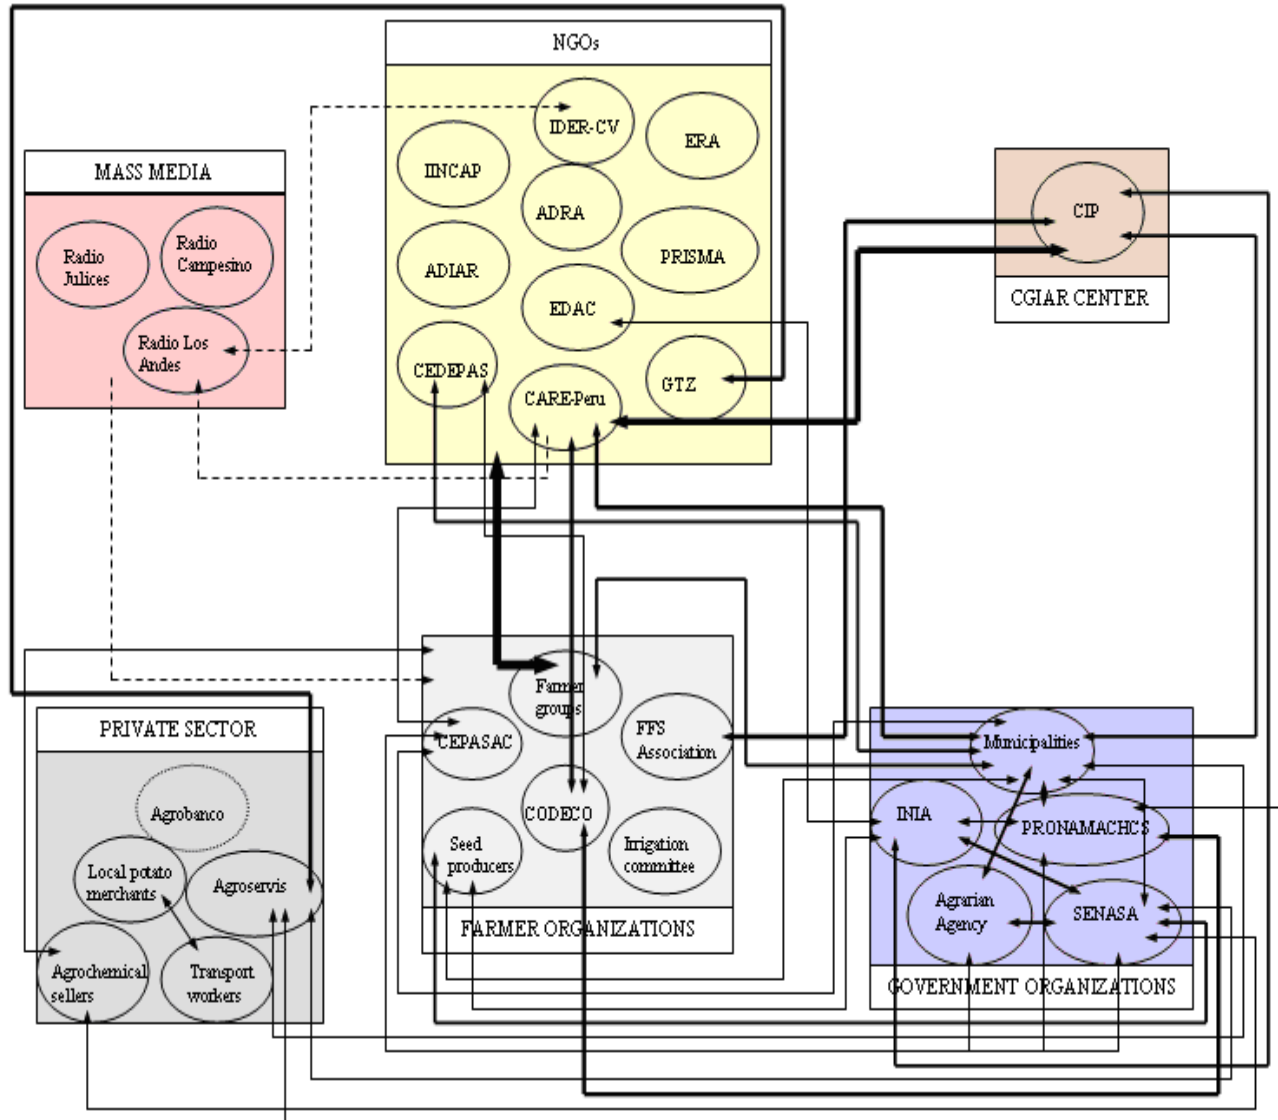 NGOs
IDER-CV
ERA
IINCAP
ADRA
ADIAR
PRISMA
EDAC
CEDEPAS
CARE-Peru
GTZ
MASS MEDIA
Radio
Julices
Radio
Campesino
Radio Los
Andes
CIP
CGIAR CENTER
PRIVATE SECTOR
Agrobanco
Local potato
merchants
Agroservis
Agrochemical
sellers
Transport
workers
Farmer
groups
CEPASAC
FFS
Association
CODECO
Seed
producers
Irrigation
committee
FARMER ORGANIZATIONS
Municipalities
INIA
PRONAMACHCS
Agrarian
Agency
SENASA
GOVERNMENT ORGANIZATIONS